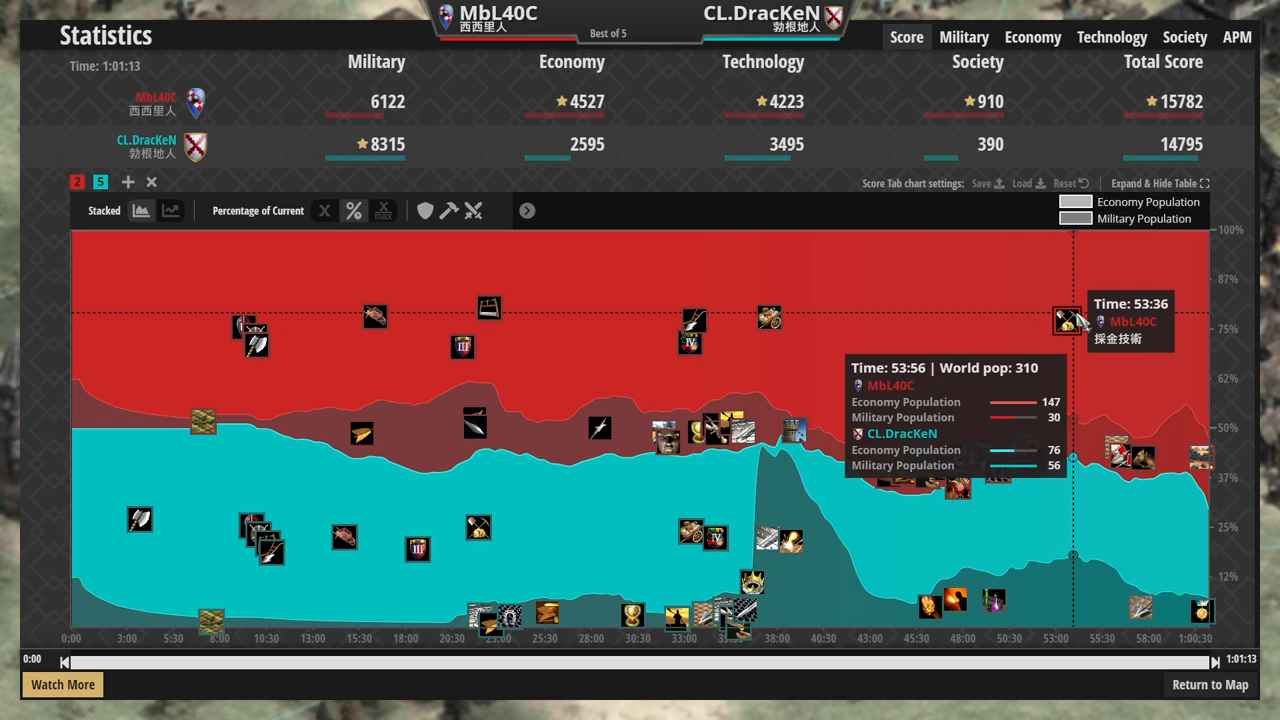 MbL40C
西西里人
Best of 5
CL.DracKeN
勃根地人
Statistics
Score Military Economy Technology Society APM
Time: 1:01:13
Military Economy Technology Society Total Score
MbL40C
西西里人
6122 4527 4223 910 15782
CL.DracKeN
勃根地人
8315 2595 3495 390 14795
2 5
Score Tab chart settings: Save Load Reset Expand & Hide Table
Stacked Percentage of Current X % X max
Economy Population
Military Population
100%
87%
75%
62%
50%
37%
25%
12%
III IV
III IV
Time: 53:36
MbL40C
採金技術
Time: 53:56 | World pop: 310
MbL40C
Economy Population 147
Military Population 30
CL.DracKeN
Economy Population 76
Military Population 56
0:00 3:00 5:30 8:00 10:30 13:00 15:30 18:00 20:30 23:00 25:30 28:00 30:30 33:00 38:00 40:30 43:00 45:30 48:00 50:30 53:00 55:30 58:00 1:00:30
0:00 1:01:13
Watch More
Return to Map